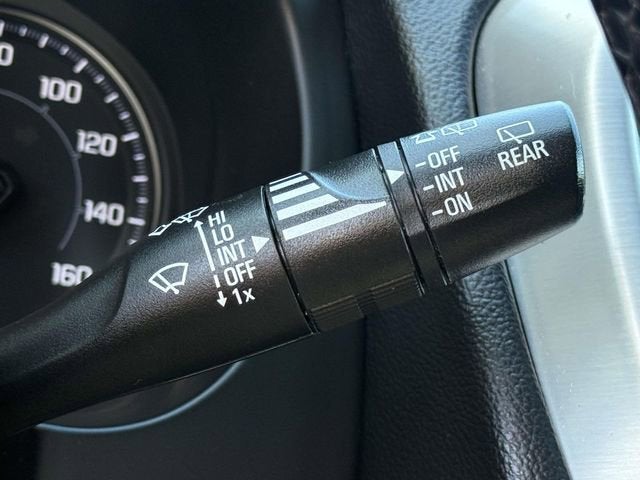 100
120
140
160
HI
LO
INT
OFF
1x
-OFF
-INT
-ON
REAR